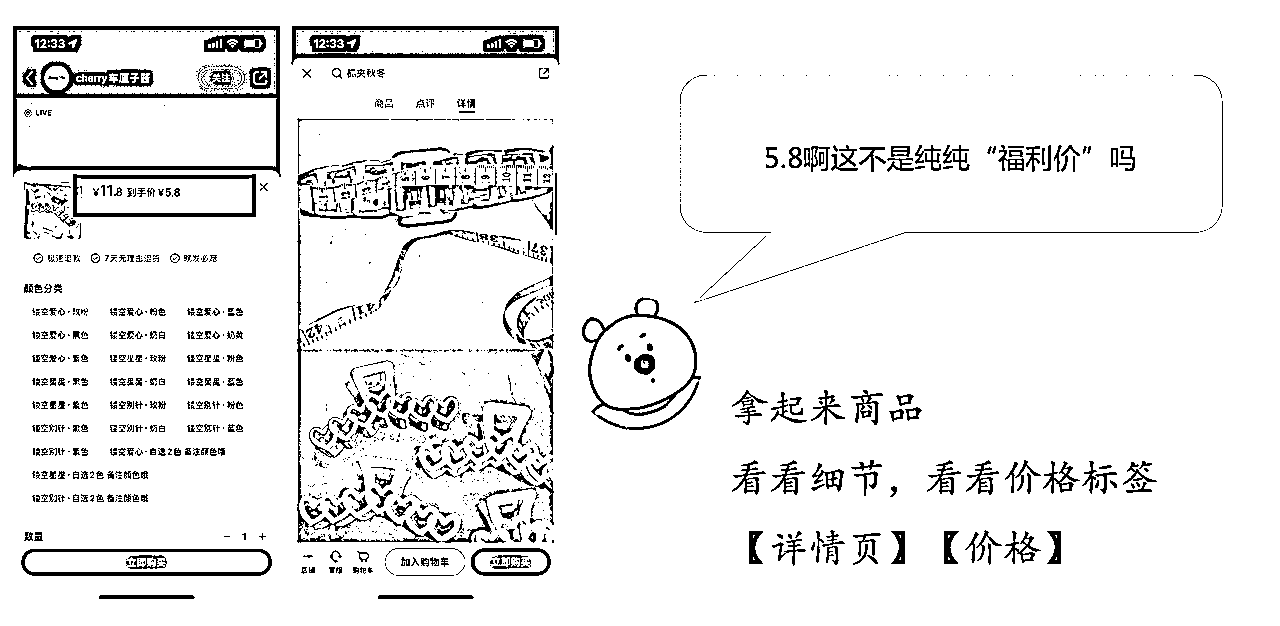 12:33
cherry车厘子酱
关注
LIVE
¥11.8 到手价 ¥5.8
极速退款 7天无理由退货
颜色分类
镂空爱心·玫粉 镂空爱心·粉色 镂空爱心·蓝色
镂空爱心·黑色 镂空爱心·奶白 镂空爱心·奶黄
镂空爱心·紫色 镂空星星·玫粉 镂空星星·粉色
镂空星星·黑色 镂空星星·奶白 镂空星星·蓝色
镂空星星·紫色 镂空别针·玫粉 镂空别针·粉色
镂空别针·黑色 镂空别针·奶白 镂空别针·蓝色
镂空别针·紫色 镂空爱心·自选2色 备注颜色哦
镂空星星·自选2色 备注颜色哦
镂空别针·自选2色 备注颜色哦
数量
1
立即购买
12:33
商品 点评 详情
店铺 客服 购物车 加入购物车 立即购买
5.8啊这不是纯纯“福利价”吗
拿起来商品
看看细节，看看价格标签
【详情页】【价格】